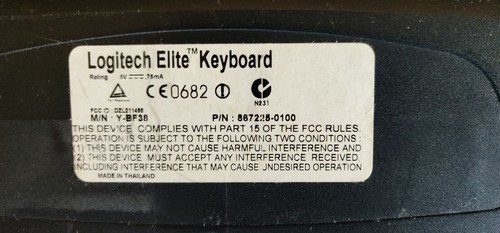 Logitech Elite™ Keyboard
Rating 5V 75mA
CE0682
N231
FCC ID: DZL211486
M/N : Y-BF38 P/N : 867225-0100
THIS DEVICE COMPLIES WITH PART 15 OF THE FCC RULES.
OPERATION IS SUBJECT TO THE FOLLOWING TWO CONDITIONS :
(1) THIS DEVICE MAY NOT CAUSE HARMFUL INTERFERENCE AND
(2) THIS DEVICE MUST ACCEPT ANY INTERFERENCE RECEIVED,
INCLUDING INTERFERENCE THAT MAY CAUSE UNDESIRED OPERATION
MADE IN THAILAND